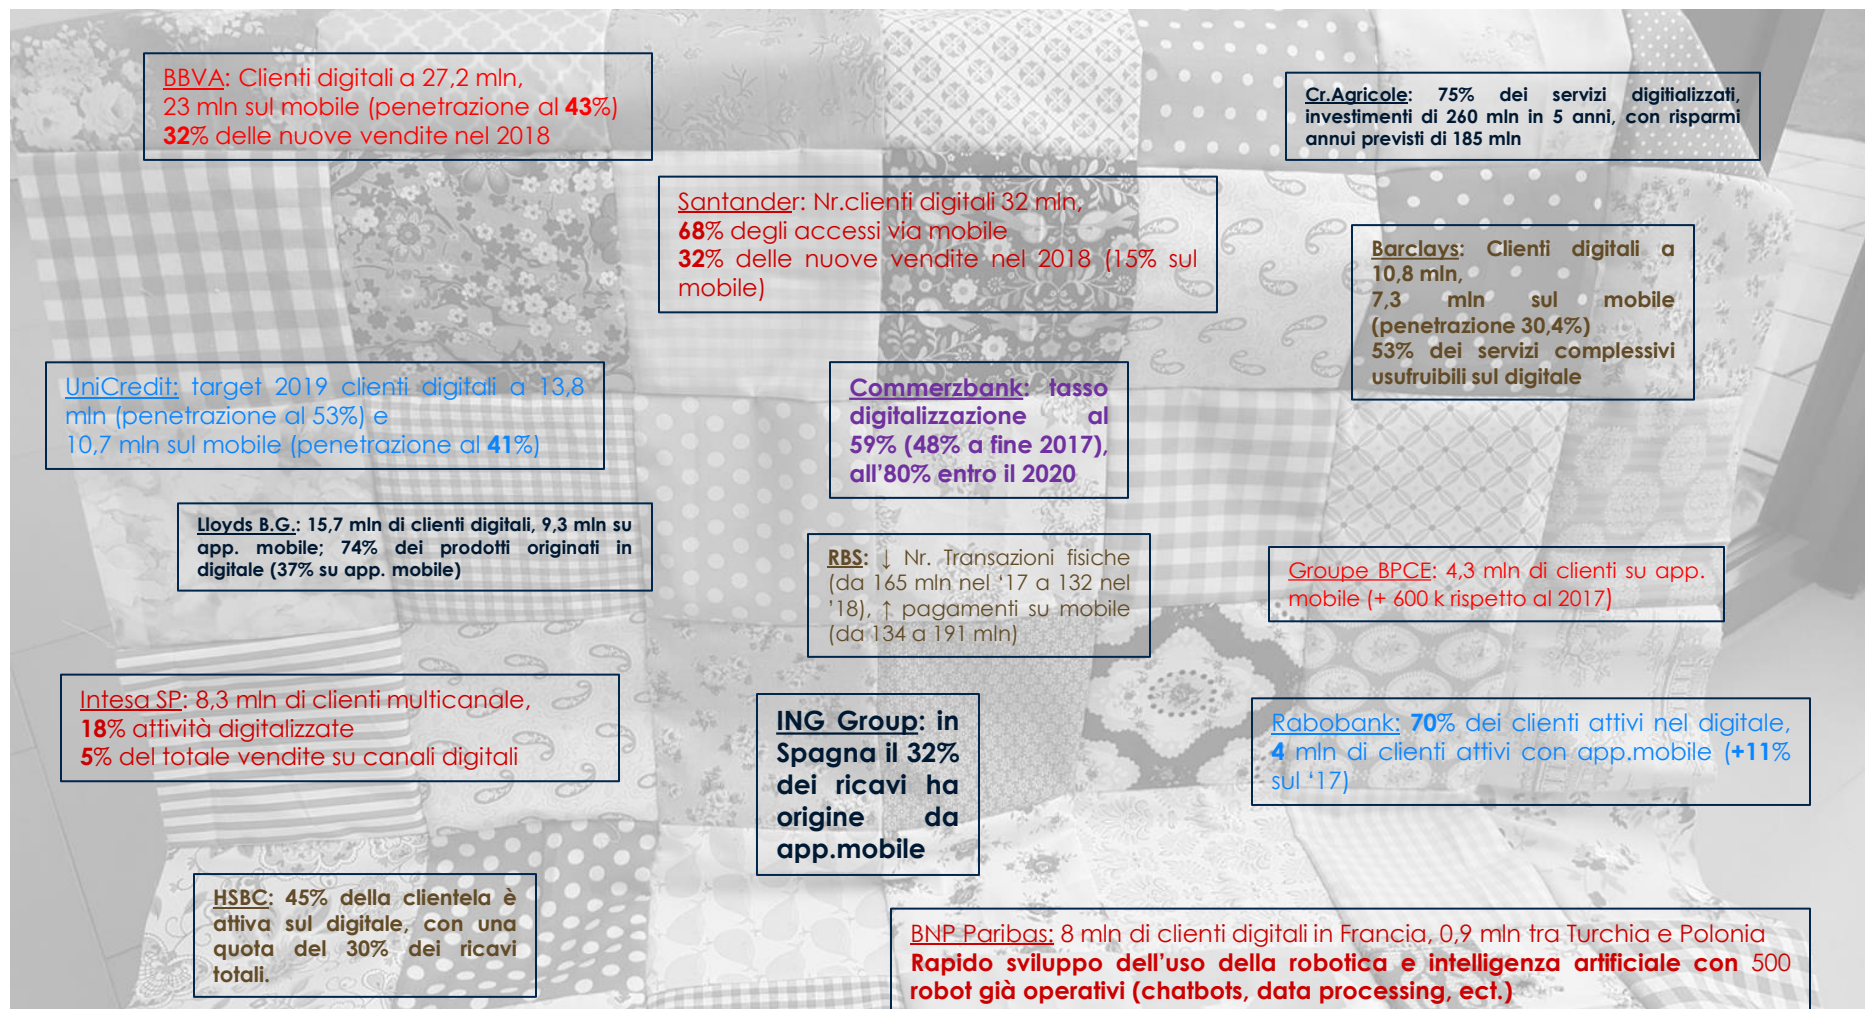 BBVA: Clienti digitali a 27,2 mln,
23 mln sul mobile (penetrazione al 43%)
32% delle nuove vendite nel 2018
Cr.Agricole: 75% dei servizi digitializzati,
investimenti di 260 mln in 5 anni, con risparmi
annui previsti di 185 mln
Santander: Nr.clienti digitali 32 mln,
68% degli accessi via mobile
32% delle nuove vendite nel 2018 (15% sul
mobile)
Barclays: Clienti digitali a
10,8 mln,
7,3 mln sul mobile
(penetrazione 30,4%)
53% dei servizi complessivi
usufruibili sul digitale
UniCredit: target 2019 clienti digitali a 13,8
mln (penetrazione al 53%) e
10,7 mln sul mobile (penetrazione al 41%)
Commerzbank: tasso
digitalizzazione al
59% (48% a fine 2017),
all’80% entro il 2020
Lloyds B.G.: 15,7 mln di clienti digitali, 9,3 mln su
app. mobile; 74% dei prodotti originati in
digitale (37% su app. mobile)
RBS: ↓ Nr. Transazioni fisiche
(da 165 mln nel ‘17 a 132 nel
’18), ↑ pagamenti su mobile
(da 134 a 191 mln)
Groupe BPCE: 4,3 mln di clienti su app.
mobile (+ 600 k rispetto al 2017)
Intesa SP: 8,3 mln di clienti multicanale,
18% attività digitalizzate
5% del totale vendite su canali digitali
ING Group: in
Spagna il 32%
dei ricavi ha
origine da
app.mobile
Rabobank: 70% dei clienti attivi nel digitale,
4 mln di clienti attivi con app.mobile (+11%
sul ‘17)
HSBC: 45% della clientela è
attiva sul digitale, con una
quota del 30% dei ricavi
totali.
BNP Paribas: 8 mln di clienti digitali in Francia, 0,9 mln tra Turchia e Polonia
Rapido sviluppo dell’uso della robotica e intelligenza artificiale con 500
robot già operativi (chatbots, data processing, ect.)